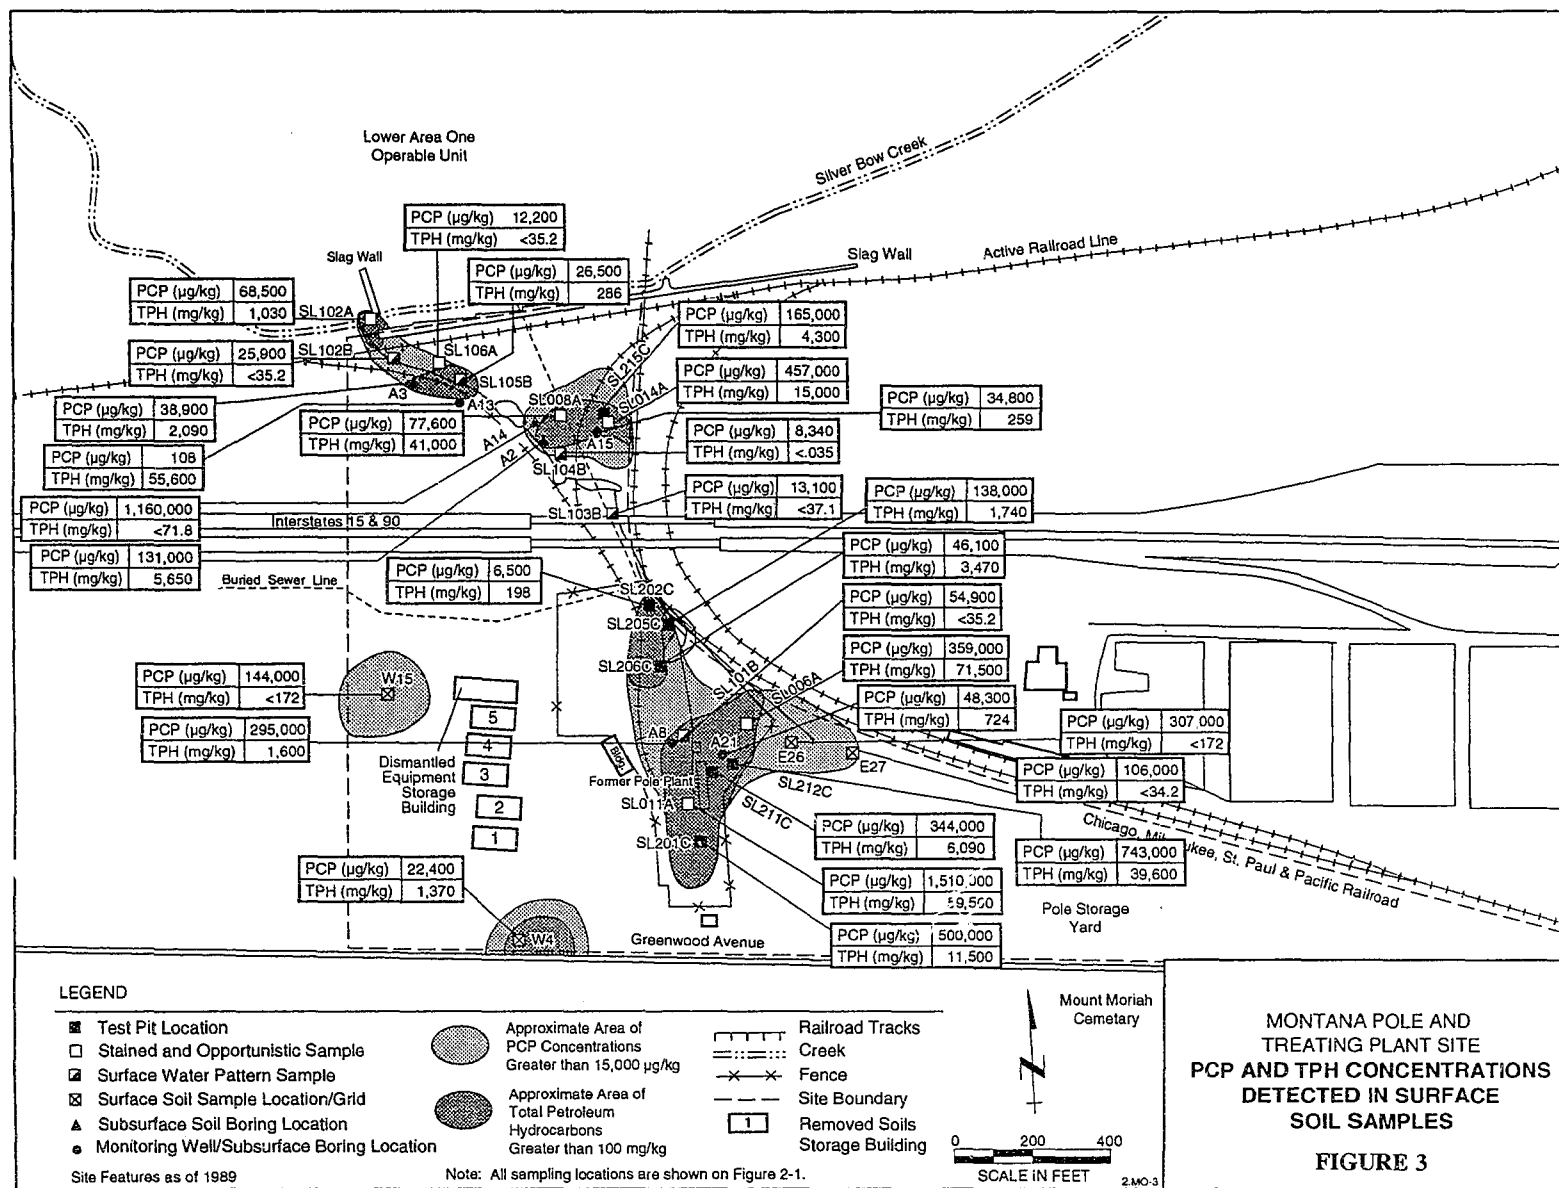 Lower Area One
Operable Unit
Silver Bow Creek
Active Railroad Line
Slag Wall
Slag Wall
PCP (µg/kg) 12,200
TPH (mg/kg) <35.2
PCP (µg/kg) 26,500
TPH (mg/kg) 286
PCP (µg/kg) 68,500
TPH (mg/kg) 1,030
SL102A
PCP (µg/kg) 165,000
TPH (mg/kg) 4,300
PCP (µg/kg) 25,900
TPH (mg/kg) <35.2
SL102B
SL106A
SL105B
SL215C
SL014A
PCP (µg/kg) 457,000
TPH (mg/kg) 15,000
A3
A13
SL008A
PCP (µg/kg) 34,800
TPH (mg/kg) 259
PCP (µg/kg) 38,900
TPH (mg/kg) 2,090
PCP (µg/kg) 77,600
TPH (mg/kg) 41,000
A14
A2
A15
SL104B
PCP (µg/kg) 8,340
TPH (mg/kg) <.035
PCP (µg/kg) 108
TPH (mg/kg) 55,600
PCP (µg/kg) 13,100
TPH (mg/kg) <37.1
SL103B
PCP (µg/kg) 138,000
TPH (mg/kg) 1,740
PCP (µg/kg) 1,160,000
TPH (mg/kg) <71.8
Interstates 15 & 90
PCP (µg/kg) 131,000
TPH (mg/kg) 5,650
PCP (µg/kg) 46,100
TPH (mg/kg) 3,470
PCP (µg/kg) 6,500
TPH (mg/kg) 198
Buried Sewer Line
SL202C
SL205C
SL206C
PCP (µg/kg) 54,900
TPH (mg/kg) <35.2
PCP (µg/kg) 359,000
TPH (mg/kg) 71,500
SL101B
SL006A
PCP (µg/kg) 144,000
TPH (mg/kg) <172
W15
PCP (µg/kg) 48,300
TPH (mg/kg) 724
PCP (µg/kg) 307,000
TPH (mg/kg) <172
PCP (µg/kg) 295,000
TPH (mg/kg) 1,600
5
4
3
2
1
Dismantled
Equipment
Storage
Building
Bldg.
A8
A21
E26
E27
Former Pole Plant
SL011A
SL212C
SL211C
SL201C
PCP (µg/kg) 106,000
TPH (mg/kg) <34.2
Chicago, Mil ukee, St. Paul & Pacific Railroad
PCP (µg/kg) 344,000
TPH (mg/kg) 6,090
PCP (µg/kg) 743,000
TPH (mg/kg) 39,600
PCP (µg/kg) 22,400
TPH (mg/kg) 1,370
PCP (µg/kg)
TPH (mg/kg)
Pole Storage
Yard
W4
Greenwood Avenue
PCP (µg/kg) 500,000
TPH (mg/kg) 11,500
LEGEND
Test Pit Location
Stained and Opportunistic Sample
Surface Water Pattern Sample
Surface Soil Sample Location/Grid
Subsurface Soil Boring Location
Monitoring Well/Subsurface Boring Location
Site Features as of 1989
Approximate Area of
PCP Concentrations
Greater than 15,000 µg/kg
Approximate Area of
Total Petroleum
Hydrocarbons
Greater than 100 mg/kg
Note: All sampling locations are shown on Figure 2-1.
Railroad Tracks
Creek
Fence
Site Boundary
1 Removed Soils
Storage Building
Mount Moriah
Cemetary
N
0 200 400
SCALE IN FEET
2.MO-3
MONTANA POLE AND
TREATING PLANT SITE
PCP AND TPH CONCENTRATIONS
DETECTED IN SURFACE
SOIL SAMPLES
FIGURE 3